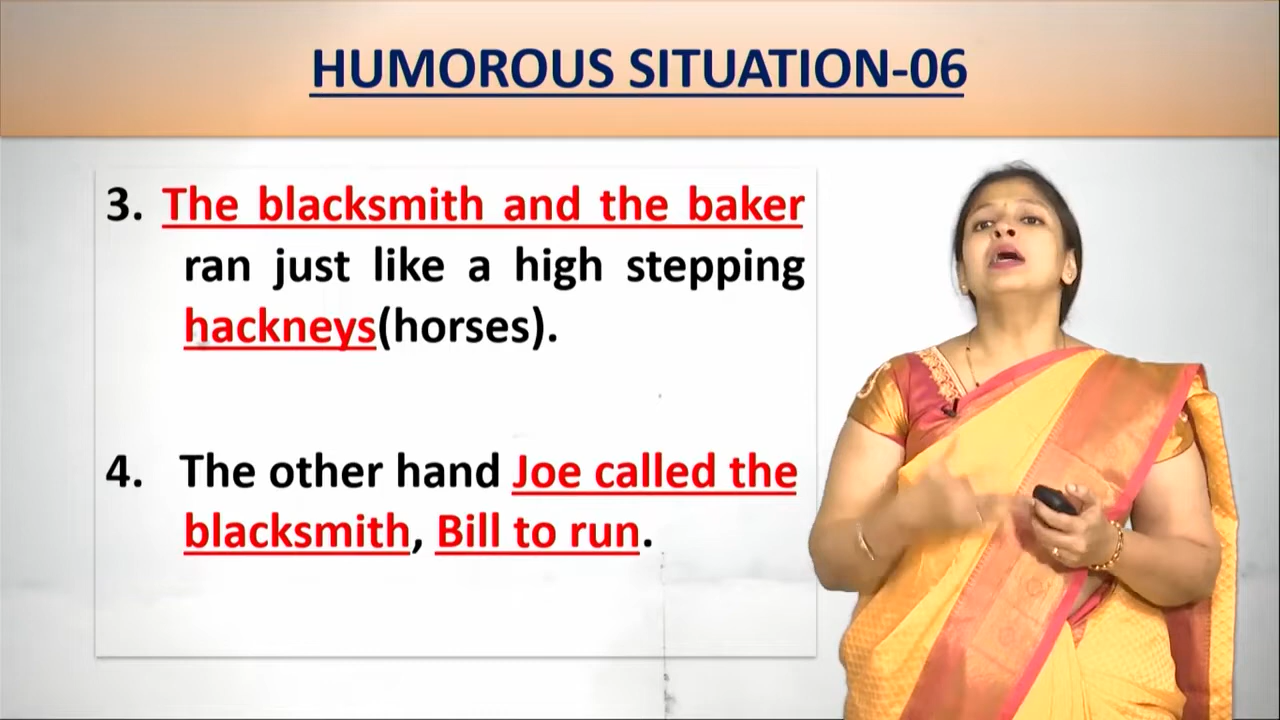 HUMOROUS SITUATION-06
3. The blacksmith and the baker
ran just like a high stepping
hackneys(horses).
4. The other hand Joe called the
blacksmith, Bill to run.